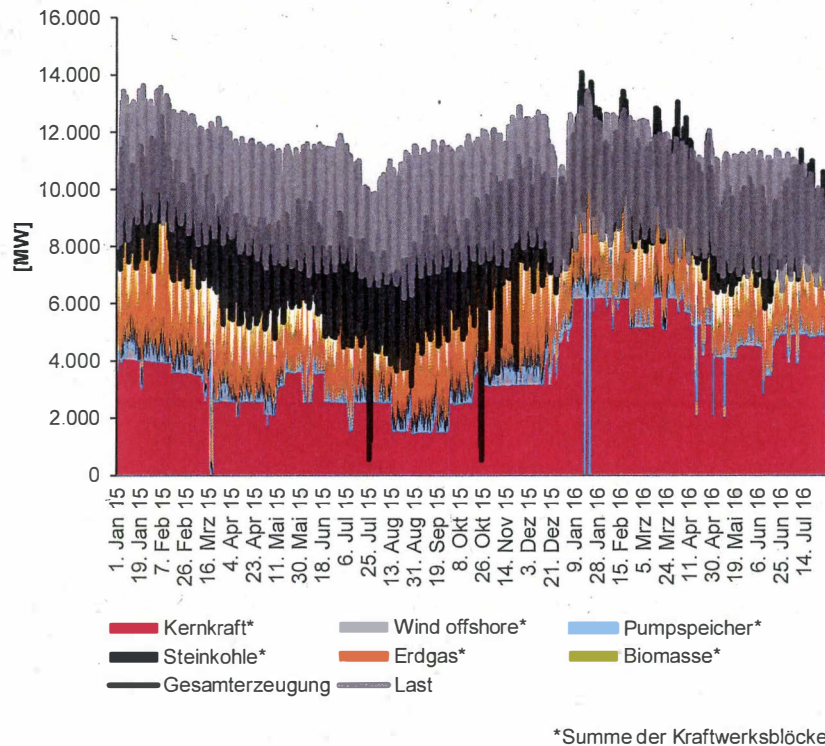 16.000
14.000
12.000
10.000
8.000
6.000
4.000
2.000
0
[MW]
1. Jan 15
19. Jan 15
7. Feb 15
26. Feb 15
16. Mrz 15
4. Apr 15
23. Apr 15
11. Mai 15
30. Mai 15
18. Jun 15
6. Jul 15
25. Jul 15
13. Aug 15
31. Aug 15
19. Sep 15
8. Okt 15
26. Okt 15
14. Nov 15
3. Dez 15
21. Dez 15
9. Jan 16
28. Jan 16
15. Feb 16
5. Mrz 16
24. Mrz 16
11. Apr 16
30. Apr 16
19. Mai 16
6. Jun 16
25. Jun 16
14. Jul 16
Kernkraft* Wind offshore* Pumpspeicher*
Steinkohle* Erdgas* Biomasse*
Gesamterzeugung Last
*Summe der Kraftwerksblöcke